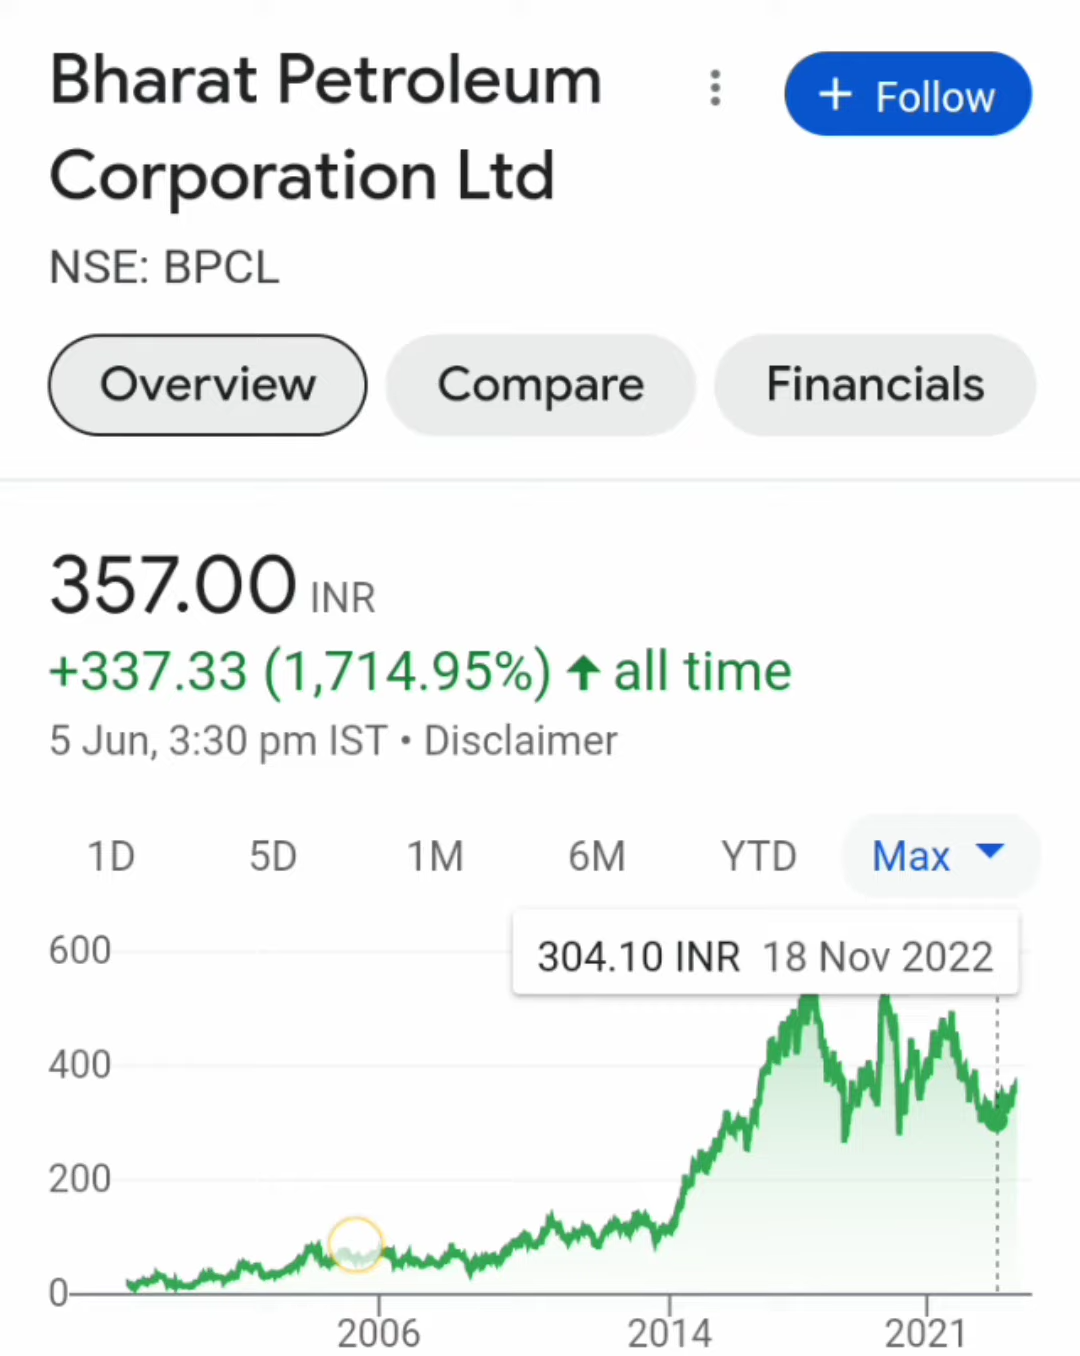 Bharat Petroleum
Corporation Ltd
+ Follow
NSE: BPCL
Overview Compare Financials
357.00 INR
+337.33 (1,714.95%) ↑ all time
5 Jun, 3:30 pm IST • Disclaimer
1D 5D 1M 6M YTD Max
304.10 INR 18 Nov 2022
600
400
200
0
2006 2014 2021